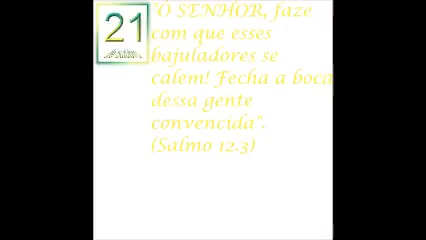 21
"Ó SENHOR, faze
com que esses
bajuladores se
calem! Fecha a boca
dessa gente
convencida".
(Salmo 12.3)